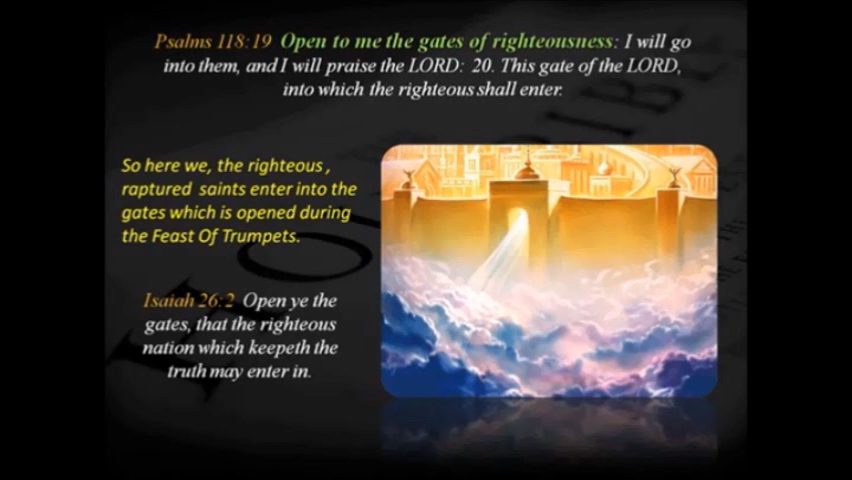 Psalms 118:19 Open to me the gates of righteousness: I will go
into them, and I will praise the LORD: 20. This gate of the LORD,
into which the righteous shall enter.
So here we, the righteous ,
raptured saints enter into the
gates which is opened during
the Feast Of Trumpets.
Isaiah 26:2 Open ye the
gates, that the righteous
nation which keepeth the
truth may enter in.
HOLY BIBLE